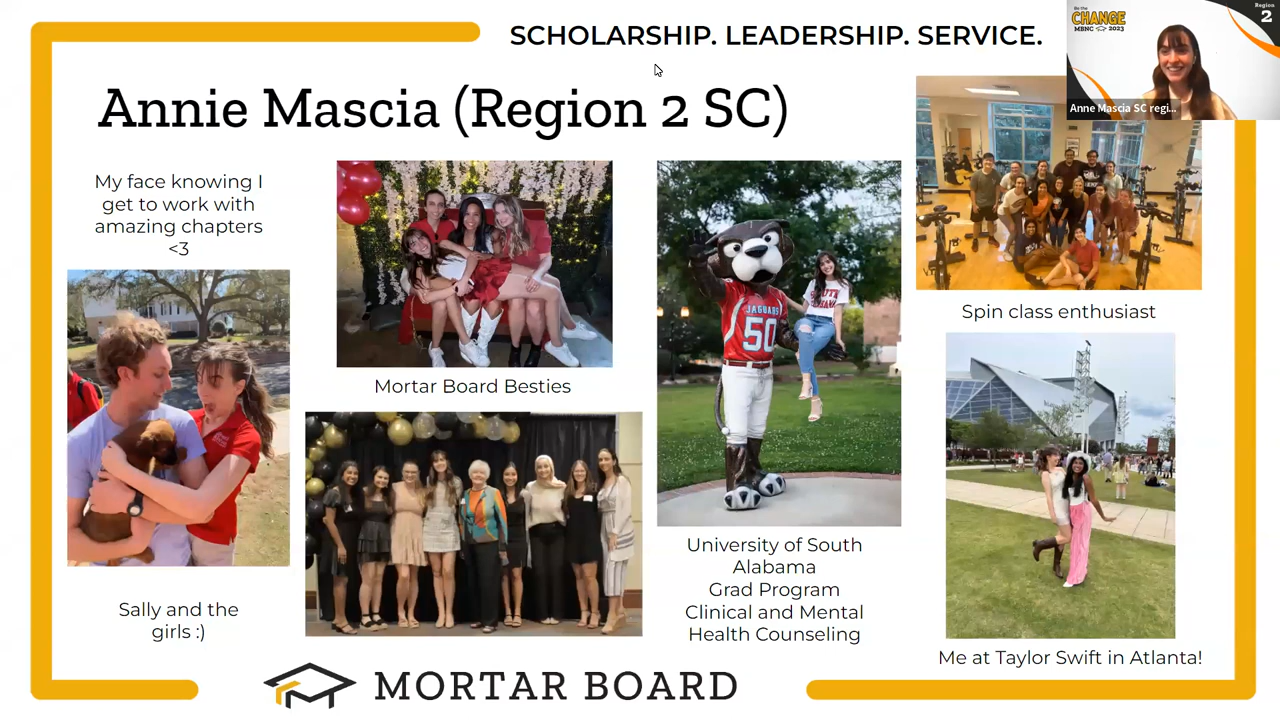 SCHOLARSHIP. LEADERSHIP. SERVICE.
Be the
CHANGE
MBNC 2023
Region
2
Anne Mascia SC regi...
Annie Mascia (Region 2 SC)
My face knowing I
get to work with
amazing chapters
<3
Mortar Board Besties
JAGUARS
50
SOUTH
Spin class enthusiast
Sally and the
girls :)
University of South
Alabama
Grad Program
Clinical and Mental
Health Counseling
Me at Taylor Swift in Atlanta!
MORTAR BOARD